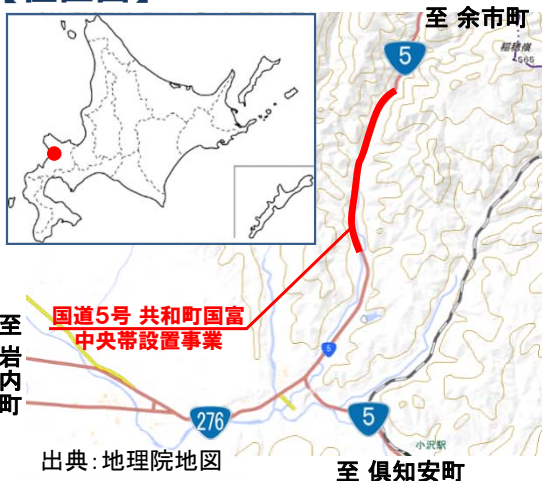 【位置図】
至 余市町
5
稲穂嶺
565
国道5号 共和町国富
中央帯設置事業
5
至岩内町
276
5
小沢駅
出典：地理院地図
至 倶知安町